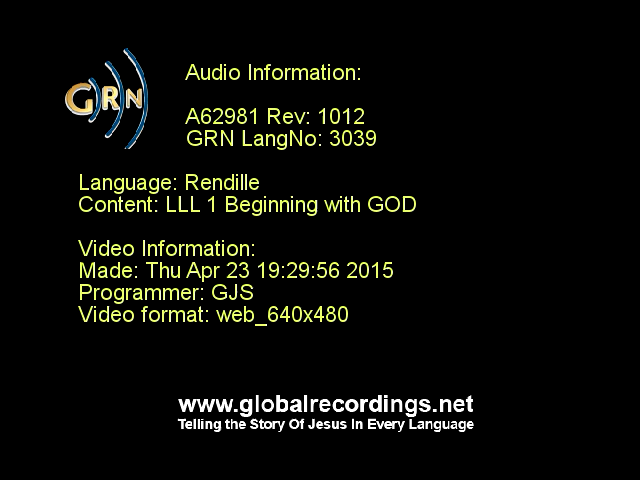 GRN
Audio Information:
A62981 Rev: 1012
GRN LangNo: 3039
Language: Rendille
Content: LLL 1 Beginning with GOD
Video Information:
Made: Thu Apr 23 19:29:56 2015
Programmer: GJS
Video format: web_640x480
www.globalrecordings.net
Telling the Story Of Jesus In Every Language